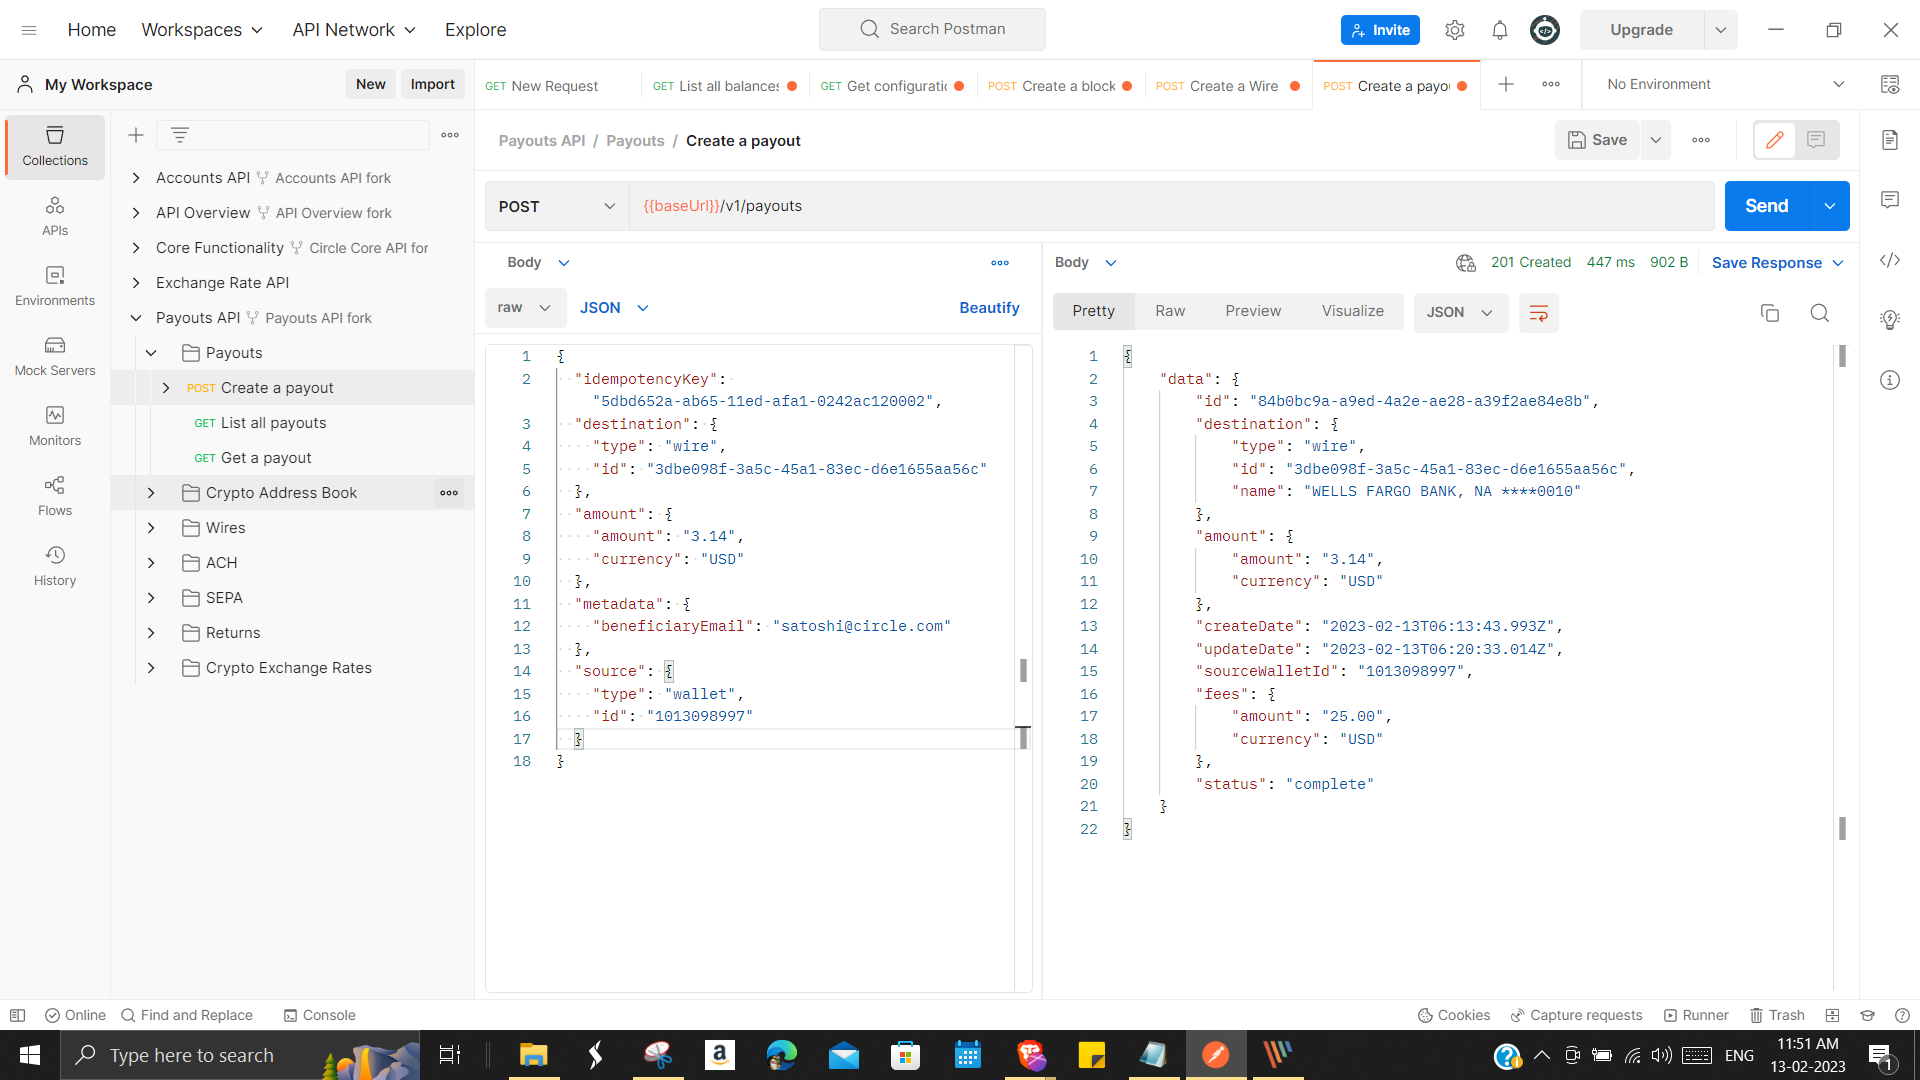 Home
Workspaces
API Network
Explore
Search Postman
Invite
Upgrade
My Workspace
New
Import
GET New Request
GET List all balances
GET Get configuratic
POST Create a block
POST Create a Wire
POST Create a payou
No Environment
Collections
APIs
Environments
Mock Servers
Monitors
Flows
History
Accounts API Accounts API fork
API Overview API Overview fork
Core Functionality Circle Core API for
Exchange Rate API
Payouts API Payouts API fork
Payouts
POST Create a payout
GET List all payouts
GET Get a payout
Crypto Address Book
Wires
ACH
SEPA
Returns
Crypto Exchange Rates
Payouts API / Payouts / Create a payout
Save
POST
{{baseUrl}}/v1/payouts
Send
Body
raw
JSON
Beautify
1 {
2 "idempotencyKey":
"5dbd652a-ab65-11ed-afa1-0242ac120002",
3 "destination": {
4 "type": "wire",
5 "id": "3dbe098f-3a5c-45a1-83ec-d6e1655aa56c"
6 },
7 "amount": {
8 "amount": "3.14",
9 "currency": "USD"
10 },
11 "metadata": {
12 "beneficiaryEmail": "satoshi@circle.com"
13 },
14 "source": {
15 "type": "wallet",
16 "id": "1013098997"
17 }
18 }
Body
201 Created 447 ms 902 B
Save Response
Pretty
Raw
Preview
Visualize
JSON
1 {
2 "data": {
3 "id": "84b0bc9a-a9ed-4a2e-ae28-a39f2ae84e8b",
4 "destination": {
5 "type": "wire",
6 "id": "3dbe098f-3a5c-45a1-83ec-d6e1655aa56c",
7 "name": "WELLS FARGO BANK, NA ****0010"
8 },
9 "amount": {
10 "amount": "3.14",
11 "currency": "USD"
12 },
13 "createDate": "2023-02-13T06:13:43.993Z",
14 "updateDate": "2023-02-13T06:20:33.014Z",
15 "sourceWalletId": "1013098997",
16 "fees": {
17 "amount": "25.00",
18 "currency": "USD"
19 },
20 "status": "complete"
21 }
22 }
Online
Find and Replace
Console
Cookies
Capture requests
Runner
Trash
Type here to search
ENG
11:51 AM
13-02-2023
1